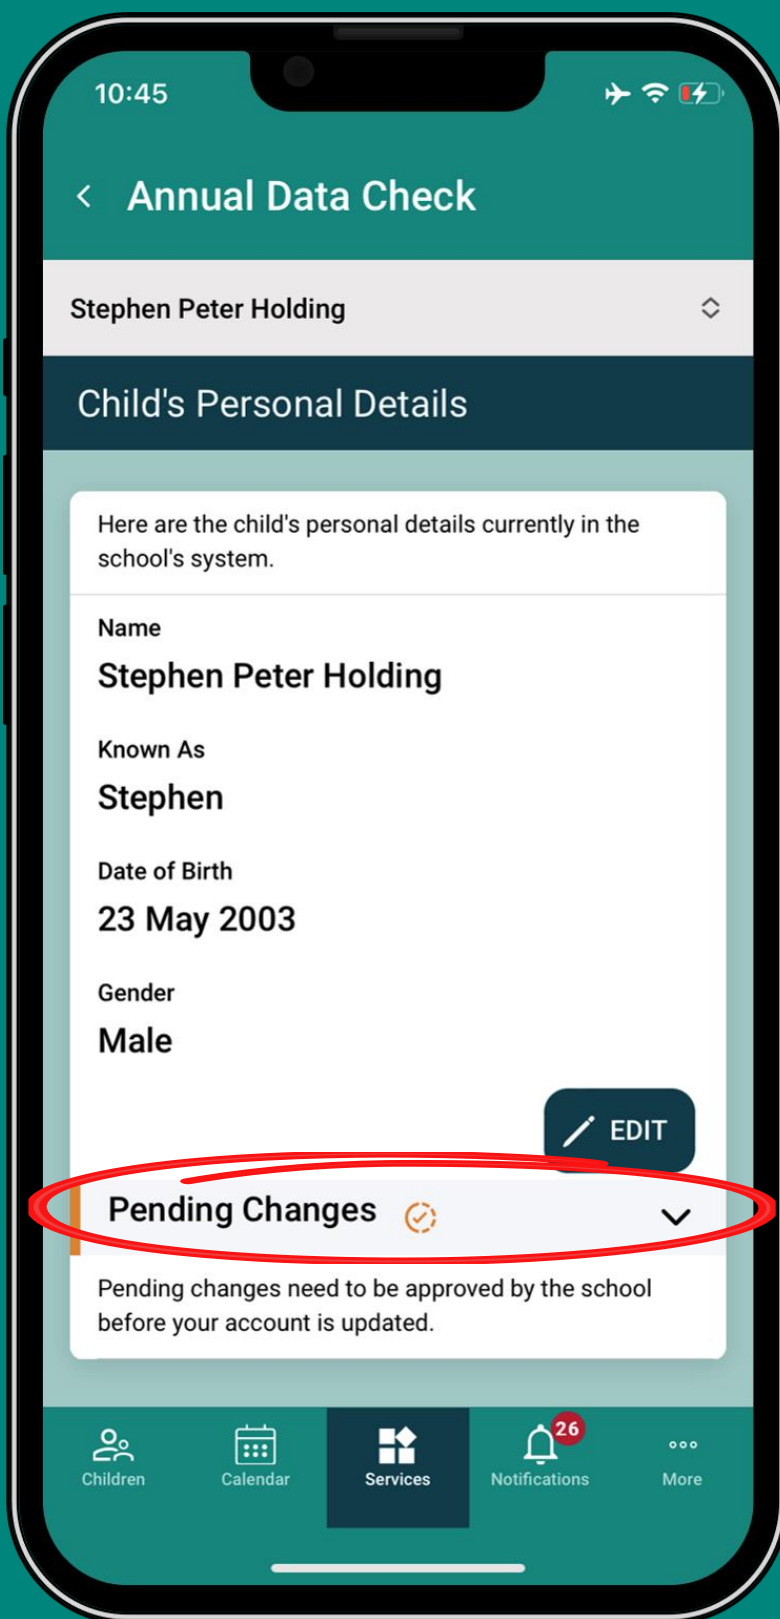 10:45
Annual Data Check
Stephen Peter Holding
Child's Personal Details
Here are the child's personal details currently in the
school's system.
Name
Stephen Peter Holding
Known As
Stephen
Date of Birth
23 May 2003
Gender
Male
EDIT
Pending Changes
Pending changes need to be approved by the school
before your account is updated.
26
Children
Calendar
Services
Notifications
More